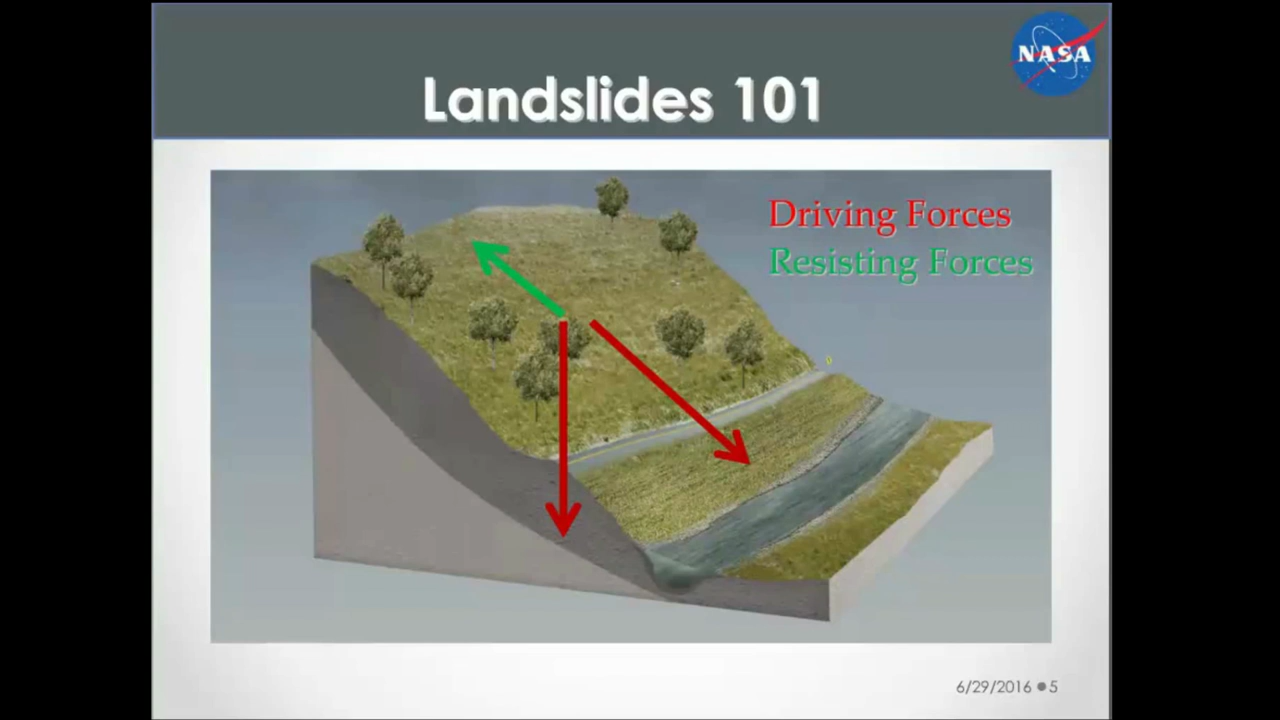 NASA
Landslides 101
Driving Forces
Resisting Forces
6/29/2016 ● 5